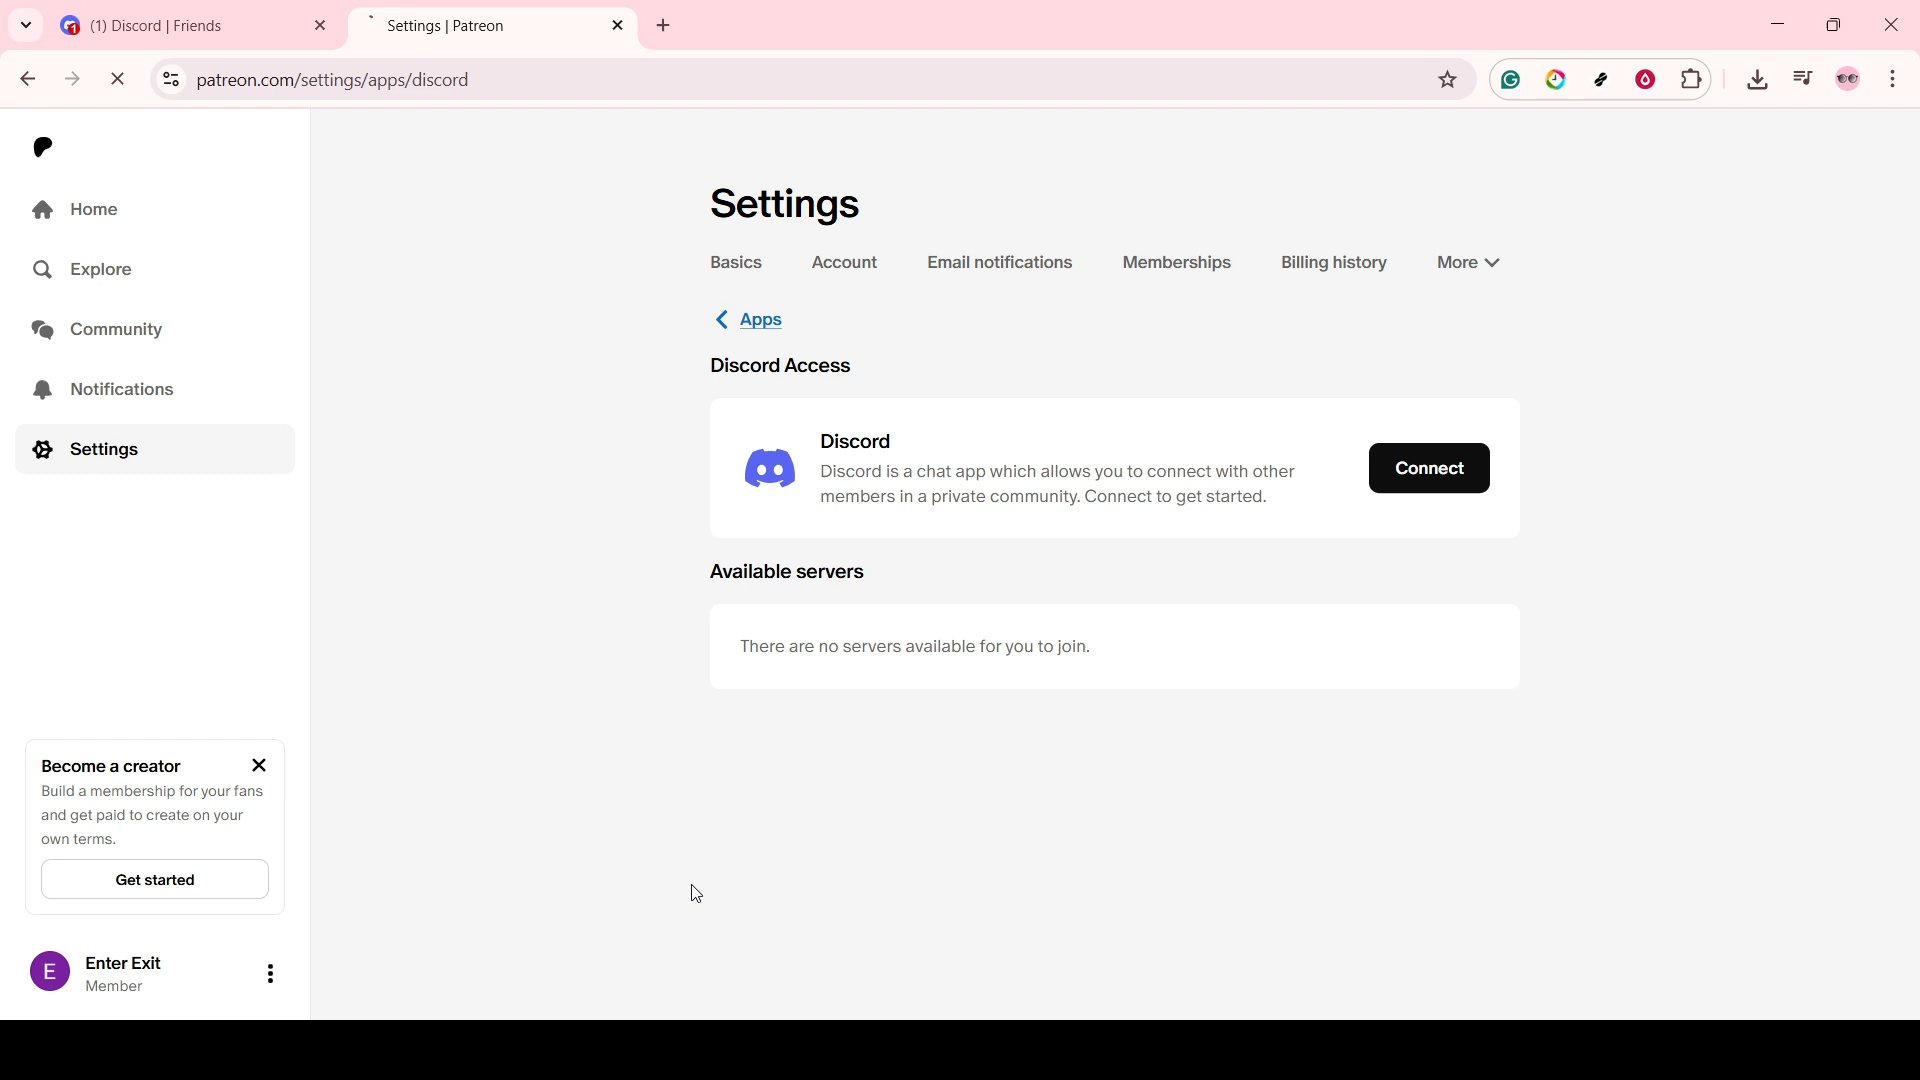 (1) Discord | Friends
Settings | Patreon
patreon.com/settings/apps/discord
Home
Explore
Community
Notifications
Settings
Become a creator
Build a membership for your fans
and get paid to create on your
own terms.
Get started
E
Enter Exit
Member
Settings
Basics Account Email notifications Memberships Billing history More
Apps
Discord Access
Discord
Discord is a chat app which allows you to connect with other
members in a private community. Connect to get started.
Connect
Available servers
There are no servers available for you to join.